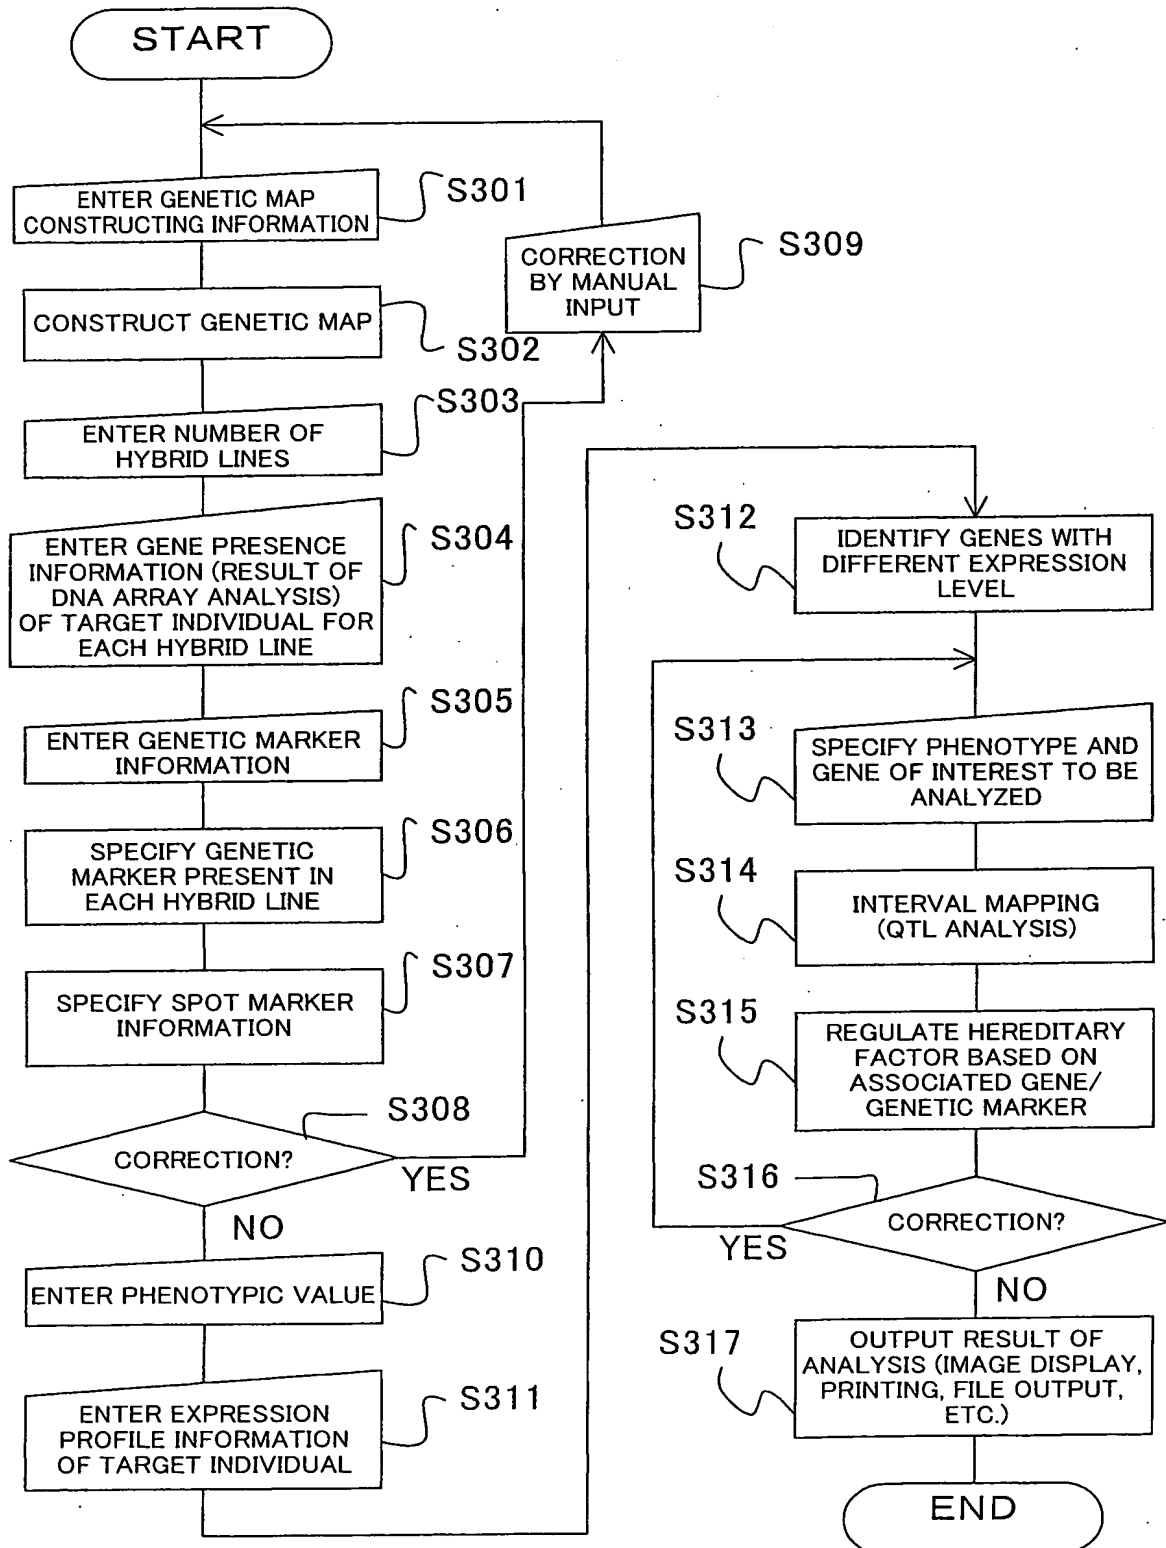 START
ENTER GENETIC MAP
CONSTRUCTING INFORMATION
S301
CONSTRUCT GENETIC MAP
S302
ENTER NUMBER OF
HYBRID LINES
S303
ENTER GENE PRESENCE
INFORMATION (RESULT OF
DNA ARRAY ANALYSIS)
OF TARGET INDIVIDUAL FOR
EACH HYBRID LINE
S304
ENTER GENETIC MARKER
INFORMATION
S305
SPECIFY GENETIC
MARKER PRESENT IN
EACH HYBRID LINE
S306
SPECIFY SPOT MARKER
INFORMATION
S307
CORRECTION?
S308
YES
NO
CORRECTION
BY MANUAL
INPUT
S309
ENTER PHENOTYPIC VALUE
S310
ENTER EXPRESSION
PROFILE INFORMATION
OF TARGET INDIVIDUAL
S311
S312
IDENTIFY GENES WITH
DIFFERENT EXPRESSION
LEVEL
S313
SPECIFY PHENOTYPE AND
GENE OF INTEREST TO BE
ANALYZED
S314
INTERVAL MAPPING
(QTL ANALYSIS)
S315
REGULATE HEREDITARY
FACTOR BASED ON
ASSOCIATED GENE/
GENETIC MARKER
S316
CORRECTION?
YES
NO
S317
OUTPUT RESULT OF
ANALYSIS (IMAGE DISPLAY,
PRINTING, FILE OUTPUT,
ETC.)
END